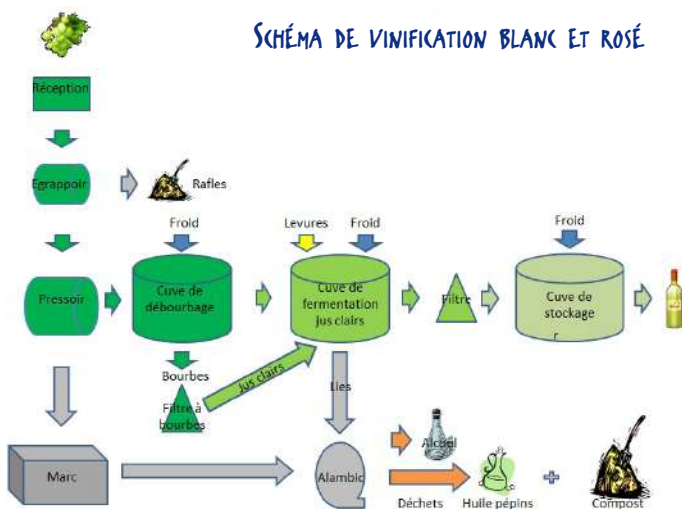 SCHÉMA DE VINIFICATION BLANC ET ROSÉ
Réception
Egrappoir
Rafles
Froid
Levures
Froid
Froid
Pressoir
Cuve de
débourbage
Cuve de
fermentation
Jus clairs
Filtre
Cuve de
stockage
r
Bourbes
Jus clairs
Lies
Filtre à
bourbes
Alcool
Marc
Alambic
Déchets
Huile pépins
Compost